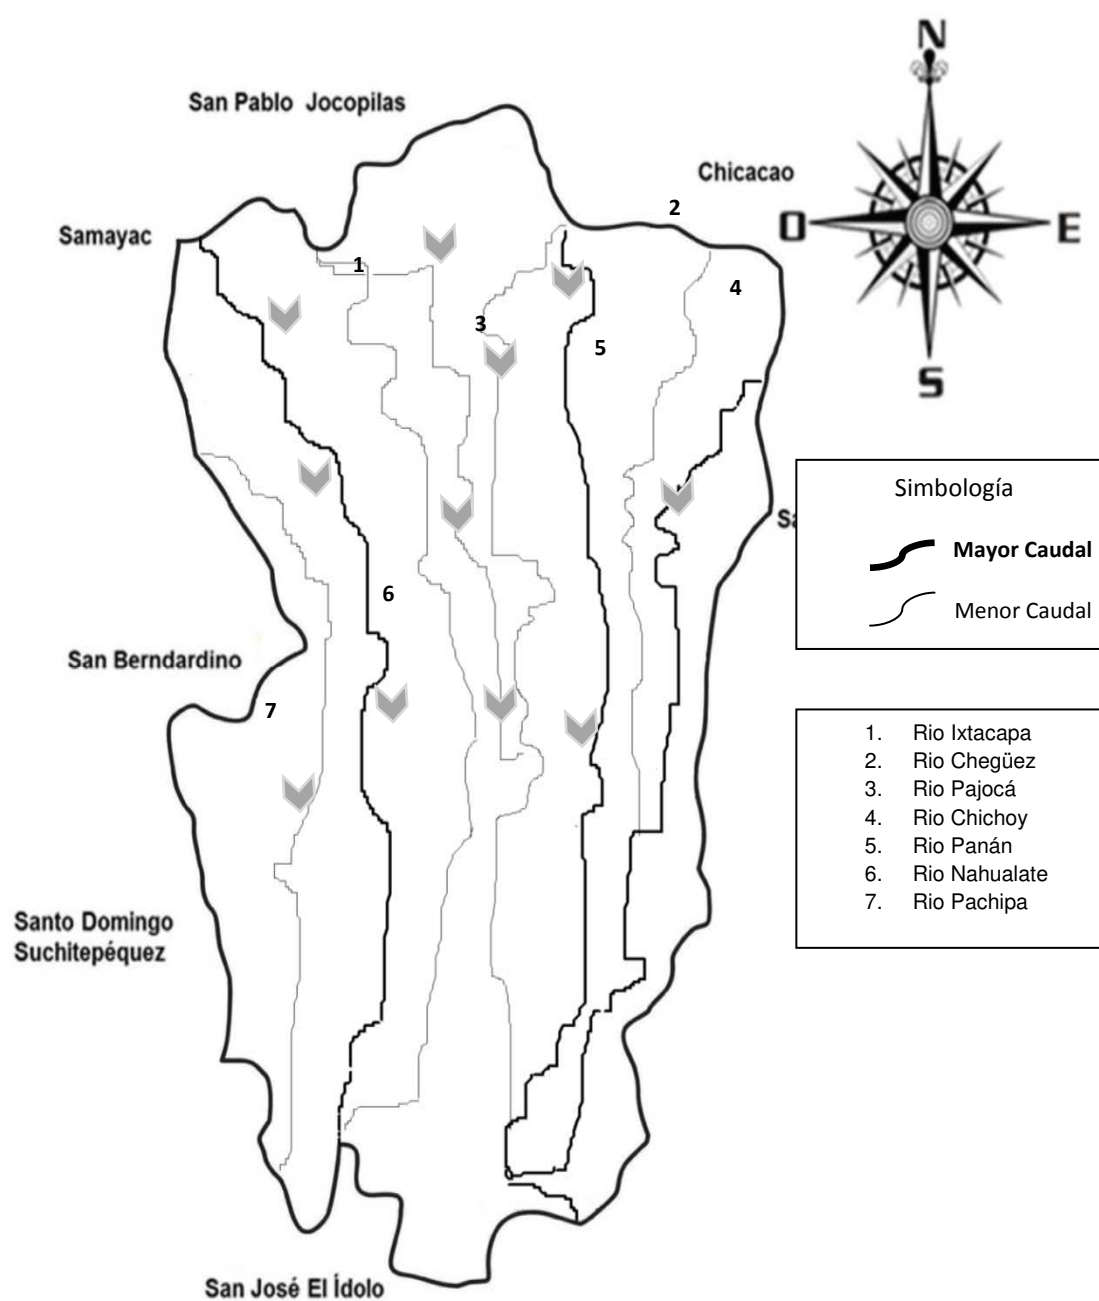 N
San Pablo Jocopilas
Chicacao
2
Samayac
O
E
1
4
3
5
S
Simbología
Mayor Caudal
Menor Caudal
6
San Berndardino
7
1. Rio Ixtacapa
2. Rio Chegüez
3. Rio Pajocá
4. Rio Chichoy
5. Rio Panán
6. Rio Nahualate
7. Rio Pachipa
Santo Domingo
Suchitepéquez
San José El Ídolo